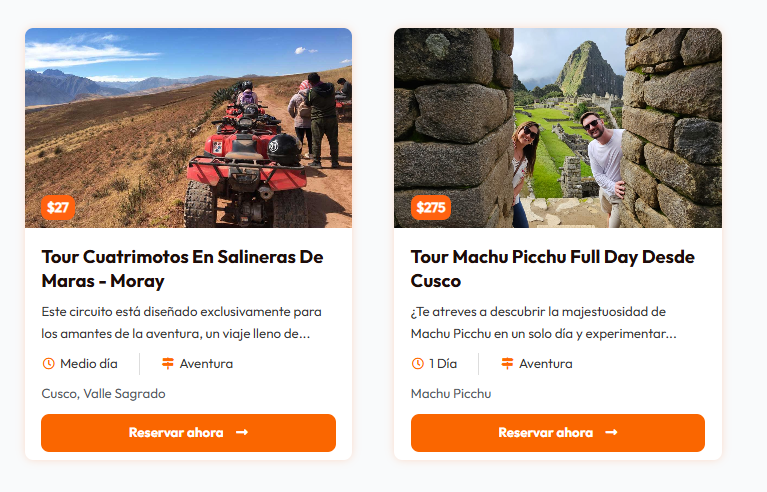 $27
Tour Cuatrimotos En Salineras De
Maras - Moray
Este circuito está diseñado exclusivamente para
los amantes de la aventura, un viaje lleno de...
Medio día
Aventura
Cusco, Valle Sagrado
Reservar ahora →
$275
Tour Machu Picchu Full Day Desde
Cusco
¿Te atreves a descubrir la majestuosidad de
Machu Picchu en un solo día y experimentar...
1 Día
Aventura
Machu Picchu
Reservar ahora →